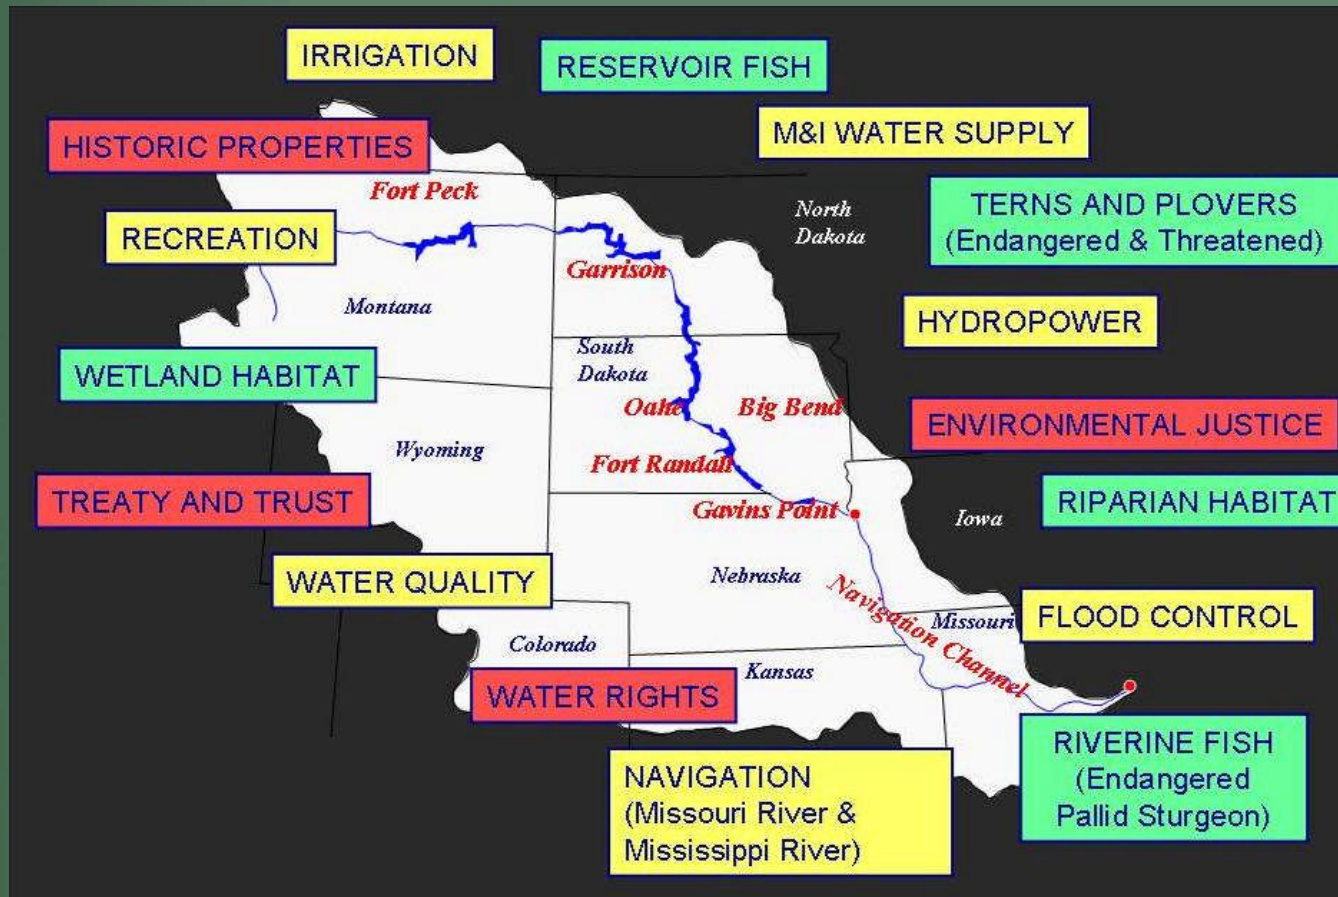 IRRIGATION
RESERVOIR FISH
M&I WATER SUPPLY
HISTORIC PROPERTIES
Fort Peck
TERNS AND PLOVERS
(Endangered & Threatened)
North
Dakota
RECREATION
Garrison
Montana
HYDROPOWER
South
Dakota
WETLAND HABITAT
Oahe
Big Bend
ENVIRONMENTAL JUSTICE
Wyoming
Fort Randall
TREATY AND TRUST
RIPARIAN HABITAT
Gavins Point
Iowa
WATER QUALITY
Nebraska
Navigation Channel
Missouri
FLOOD CONTROL
Colorado
Kansas
WATER RIGHTS
RIVERINE FISH
(Endangered
Pallid Sturgeon)
NAVIGATION
(Missouri River &
Mississippi River)